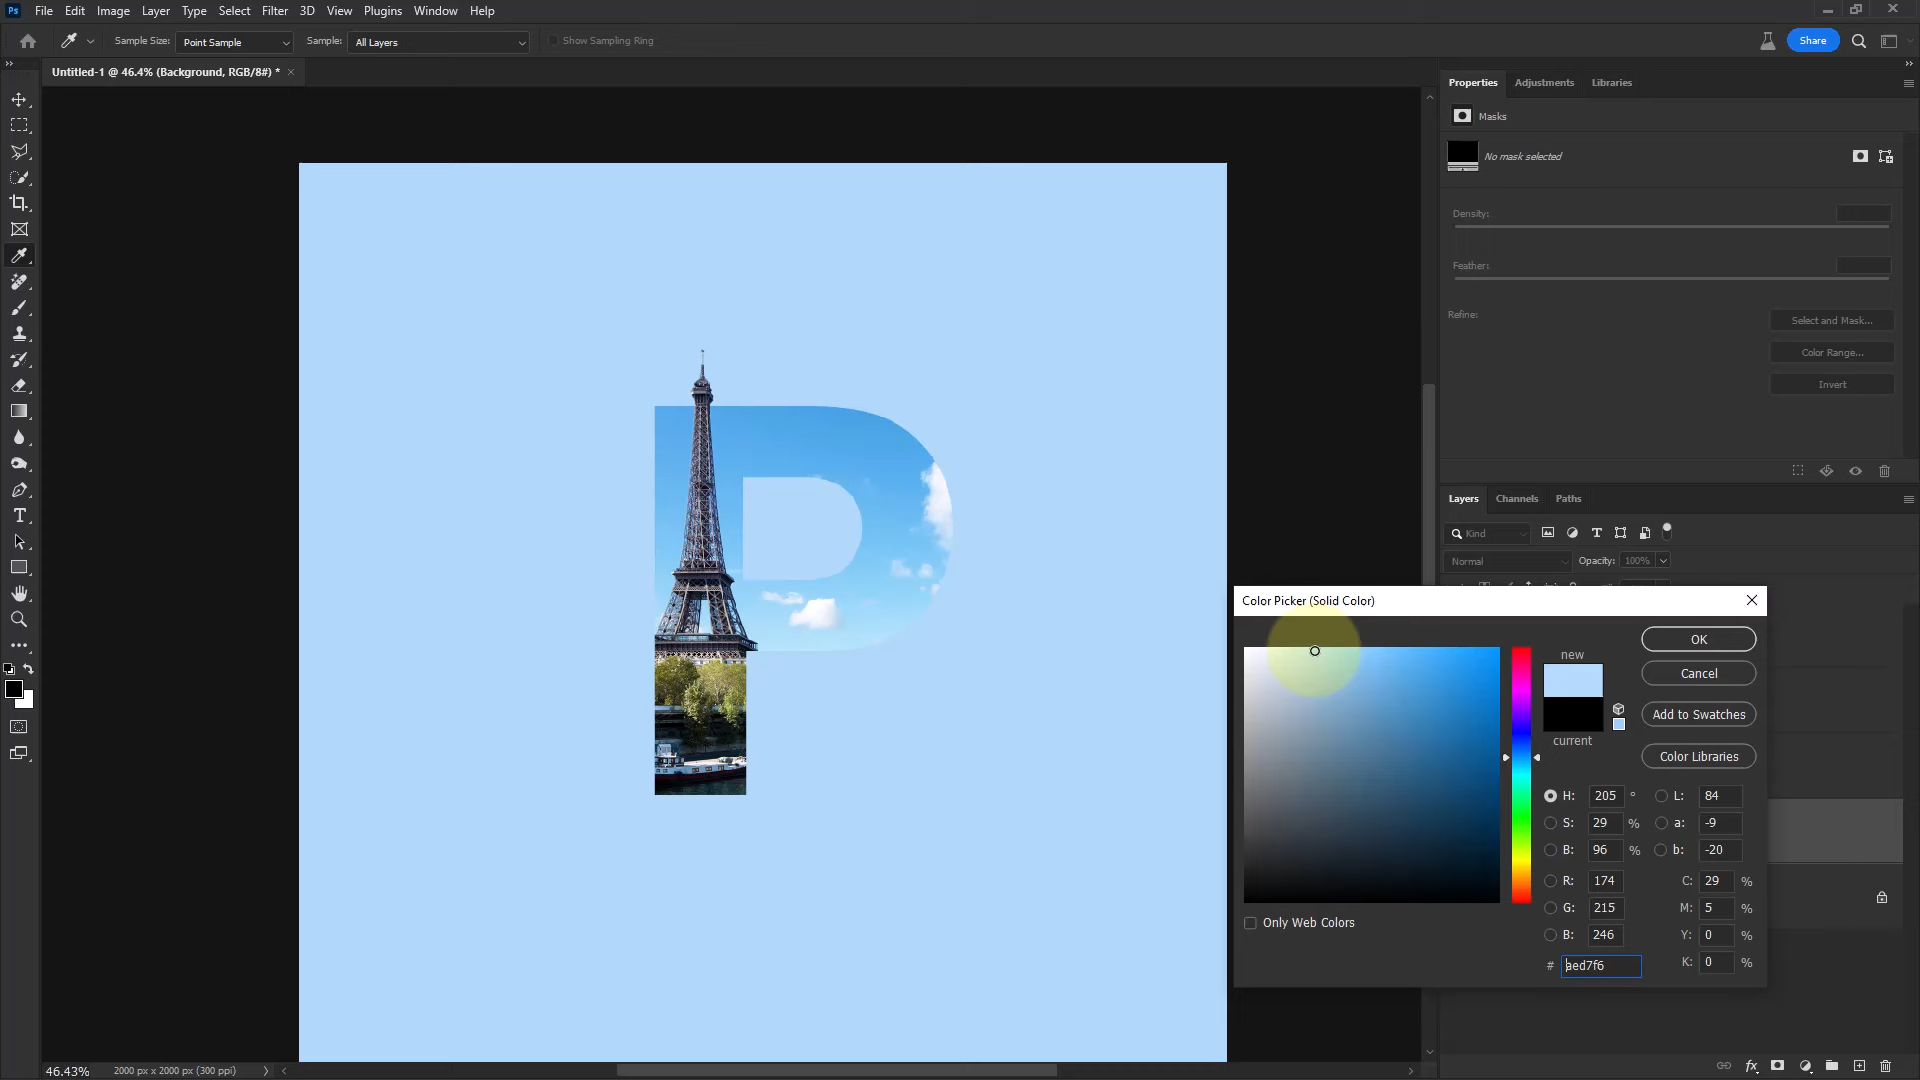 Ps File Edit Image Layer Type Select Filter 3D View Plugins Window Help
Sample Size: Point Sample Sample: All Layers Show Sampling Ring Share
Untitled-1 @ 46.4% (Background, RGB/8#) *
Properties Adjustments Libraries
Masks
No mask selected
Density:
Feather:
Refine: Select and Mask...
Color Range...
Invert
Layers Channels Paths
Kind
Normal Opacity: 100%
Color Picker (Solid Color)
OK
new
Cancel
Add to Swatches
current
Color Libraries
H: 205 ° L: 84
S: 29 % a: -9
B: 96 % b: -20
R: 174 C: 29 %
G: 215 M: 5 %
B: 246 Y: 0 %
# aed7f6 K: 0 %
Only Web Colors
P
46.43% 2000 px x 2000 px (300 ppi)
fx